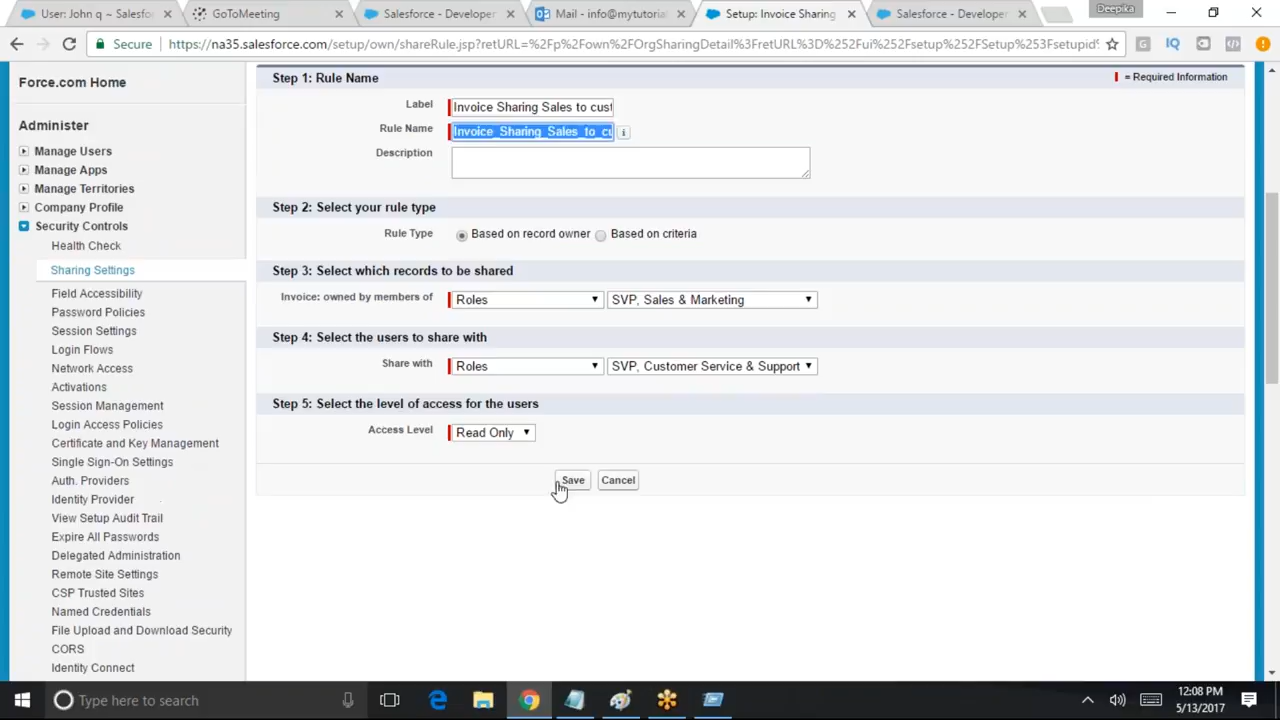 User: John q ~ Salesfo
GoToMeeting
Salesforce - Developer
Mail - info@mytutorial
Setup: Invoice Sharing
Salesforce - Developer
Deepika
Secure
https://na35.salesforce.com/setup/own/shareRule.jsp?retURL=%2Fp%2Fown%2FOrgSharingDetail%3FretURL%3D%252Fui%252Fsetup%252FSetup%253Fsetupid%
Force.com Home
Administer
Manage Users
Manage Apps
Manage Territories
Company Profile
Security Controls
Health Check
Sharing Settings
Field Accessibility
Password Policies
Session Settings
Login Flows
Network Access
Activations
Session Management
Login Access Policies
Certificate and Key Management
Single Sign-On Settings
Auth. Providers
Identity Provider
View Setup Audit Trail
Expire All Passwords
Delegated Administration
Remote Site Settings
CSP Trusted Sites
Named Credentials
File Upload and Download Security
CORS
Identity Connect
Step 1: Rule Name
= Required Information
Label Invoice Sharing Sales to cust
Rule Name Invoice_Sharing_Sales_to_cu
Description
Step 2: Select your rule type
Rule Type Based on record owner Based on criteria
Step 3: Select which records to be shared
Invoice: owned by members of Roles SVP, Sales & Marketing
Step 4: Select the users to share with
Share with Roles SVP, Customer Service & Support
Step 5: Select the level of access for the users
Access Level Read Only
Save Cancel
Type here to search
12:08 PM
5/13/2017